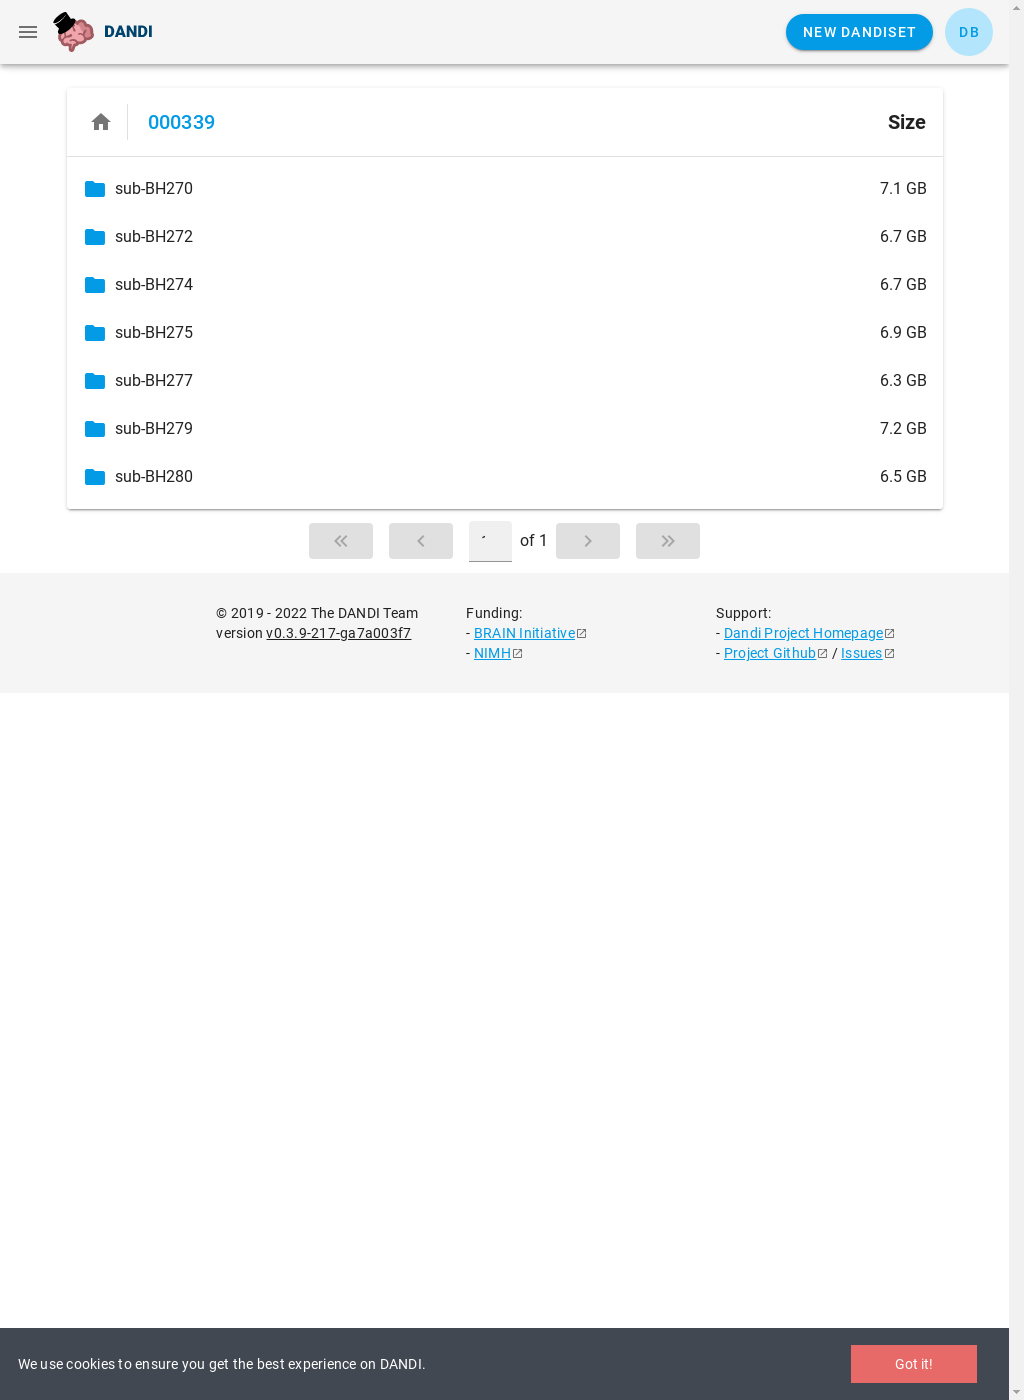 DANDI
NEW DANDISET
DB
000339
Size
sub-BH270 7.1 GB
sub-BH272 6.7 GB
sub-BH274 6.7 GB
sub-BH275 6.9 GB
sub-BH277 6.3 GB
sub-BH279 7.2 GB
sub-BH280 6.5 GB
of 1
© 2019 - 2022 The DANDI Team
version v0.3.9-217-ga7a003f7
Funding:
- BRAIN Initiative
- NIMH
Support:
- Dandi Project Homepage
- Project Github / Issues
We use cookies to ensure you get the best experience on DANDI.
Got it!